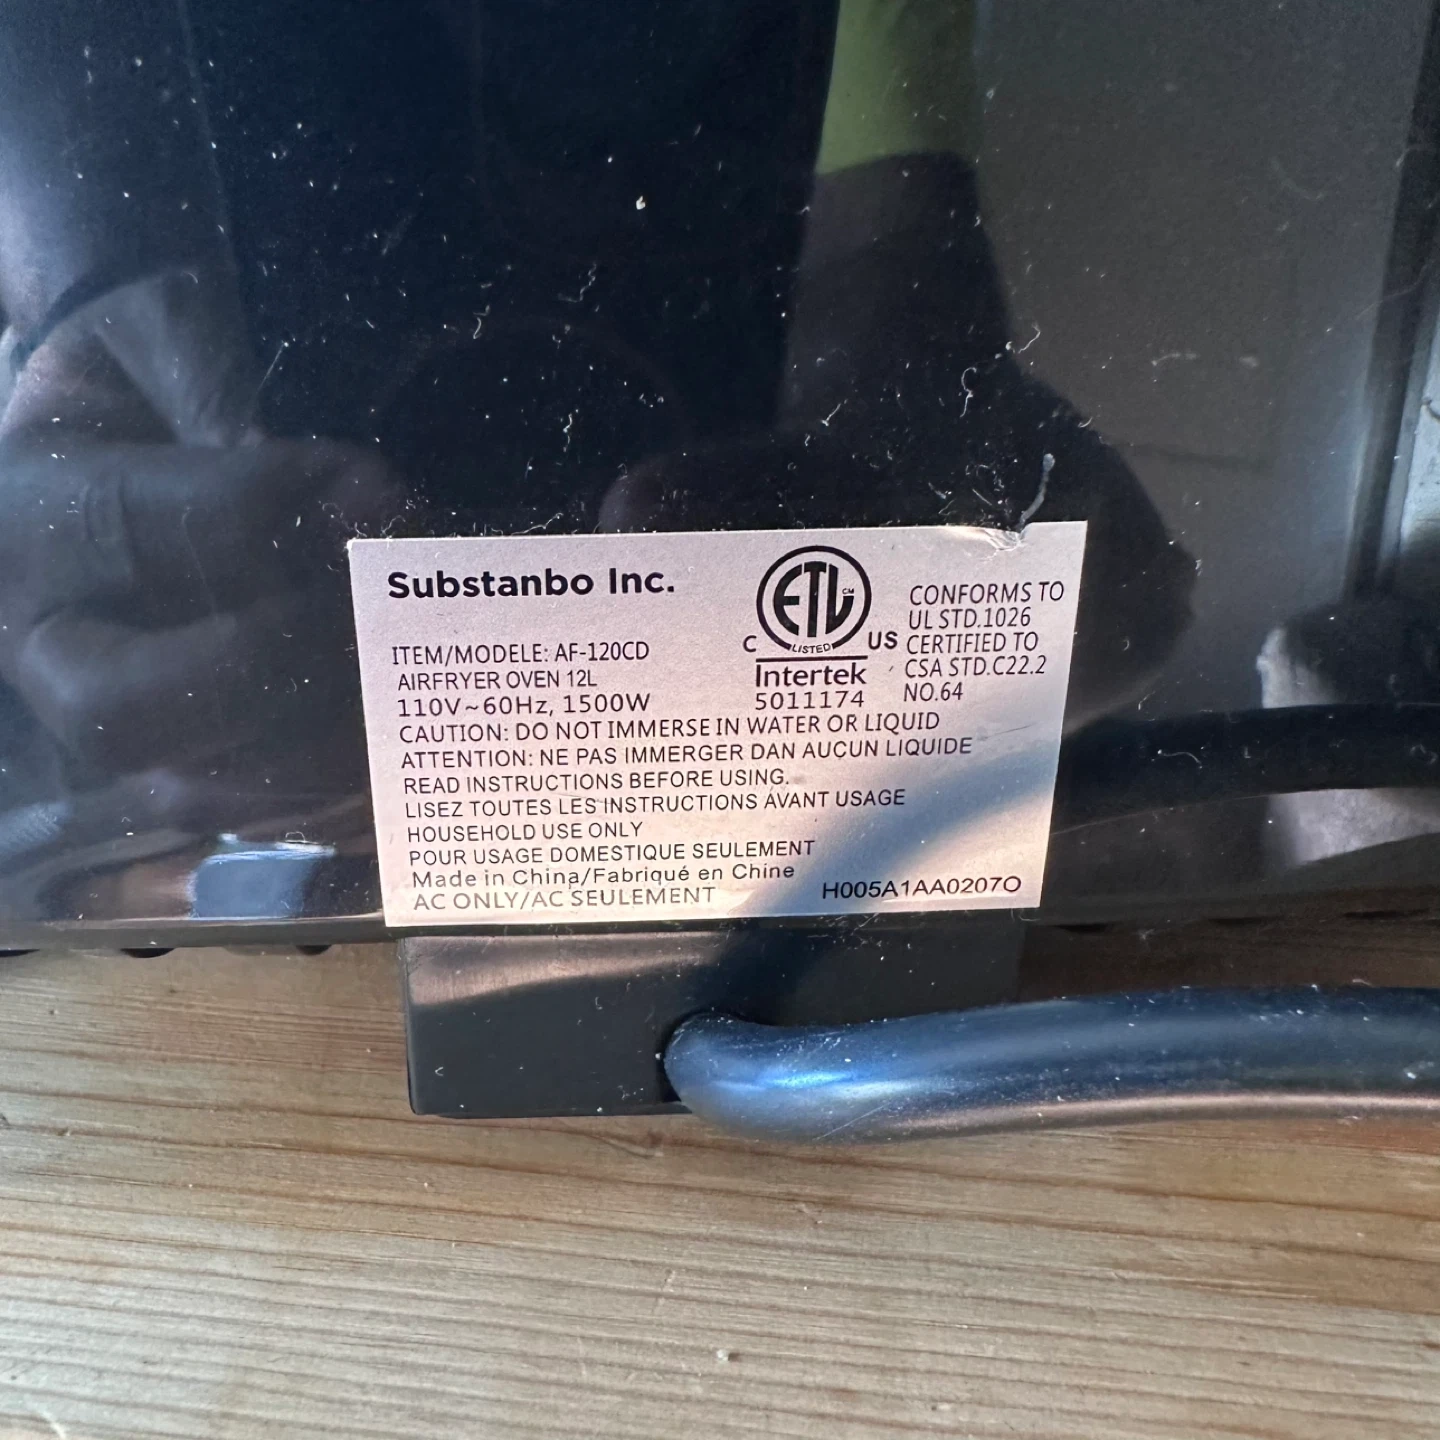 Substanbo Inc.
ITEM/MODELE: AF-120CD
AIRFRYER OVEN 12L
110V~60Hz, 1500W
ETL CM
LISTED
C US
Intertek
5011174
CONFORMS TO
UL STD.1026
CERTIFIED TO
CSA STD.C22.2
NO.64
CAUTION: DO NOT IMMERSE IN WATER OR LIQUID
ATTENTION: NE PAS IMMERGER DAN AUCUN LIQUIDE
READ INSTRUCTIONS BEFORE USING.
LISEZ TOUTES LES INSTRUCTIONS AVANT USAGE
HOUSEHOLD USE ONLY
POUR USAGE DOMESTIQUE SEULEMENT
Made in China/Fabriqué en Chine
AC ONLY/AC SEULEMENT
H005A1AA0207O